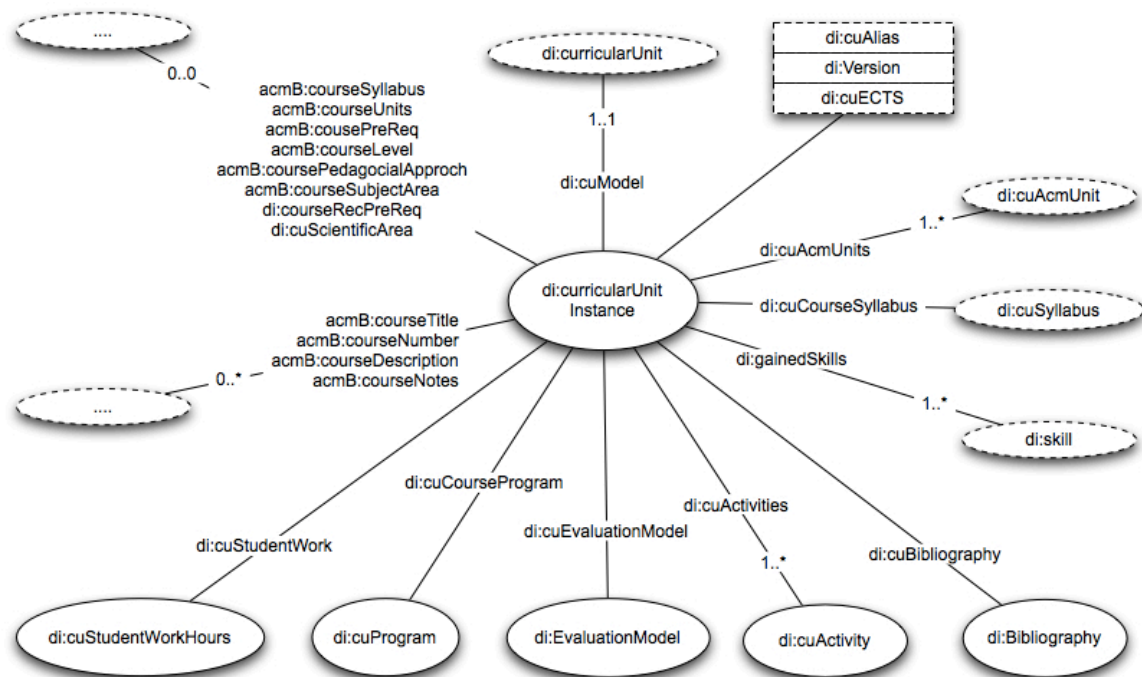 ....
0..0
acmB:courseSyllabus
acmB:courseUnits
acmB:cousePreReq
acmB:courseLevel
acmB:coursePedagocialApproch
acmB:courseSubjectArea
di:courseRecPreReq
di:cuScientificArea
di:curricularUnit
1..1
di:cuModel
di:cuAlias
di:Version
di:cuECTS
di:cuAcmUnit
1..*
di:cuAcmUnits
di:curricularUnit
Instance
di:cuCourseSyllabus
di:cuSyllabus
acmB:courseTitle
acmB:courseNumber
acmB:courseDescription
acmB:courseNotes
0..*
....
di:gainedSkills
1..*
di:skill
di:cuCourseProgram
di:cuActivities
di:cuEvaluationModel
di:cuStudentWork
di:cuBibliography
1..*
di:cuStudentWorkHours
di:cuProgram
di:EvaluationModel
di:cuActivity
di:Bibliography